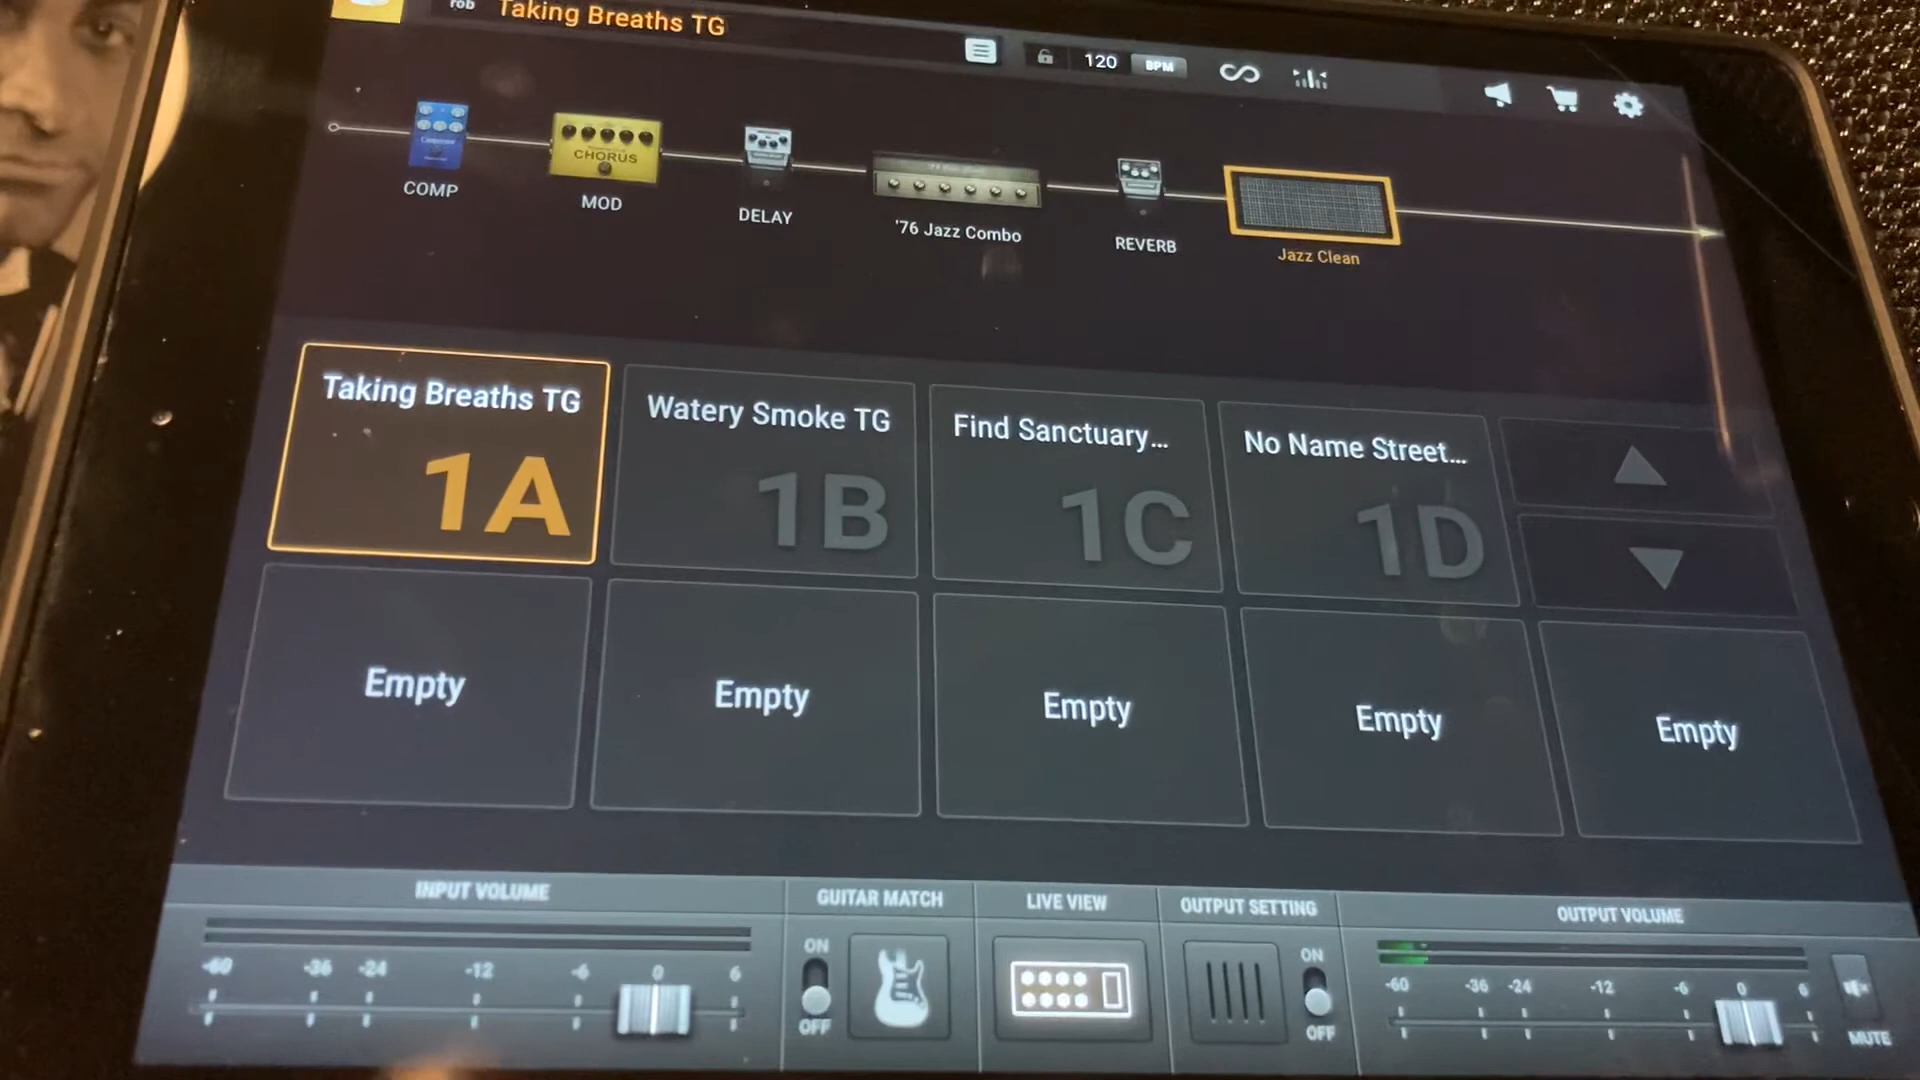 rob Taking Breaths TG
120 BPM
COMP
CHORUS
MOD
DELAY
'76 Jazz Combo
REVERB
Jazz Clean
Taking Breaths TG
1A
Watery Smoke TG
1B
Find Sanctuary...
1C
No Name Street...
1D
Empty
Empty
Empty
Empty
Empty
INPUT VOLUME
-60 -36 -24 -12 -6 0 6
GUITAR MATCH
ON
OFF
LIVE VIEW
OUTPUT SETTING
ON
OFF
OUTPUT VOLUME
-60 -36 -24 -12 -6 0 6
MUTE